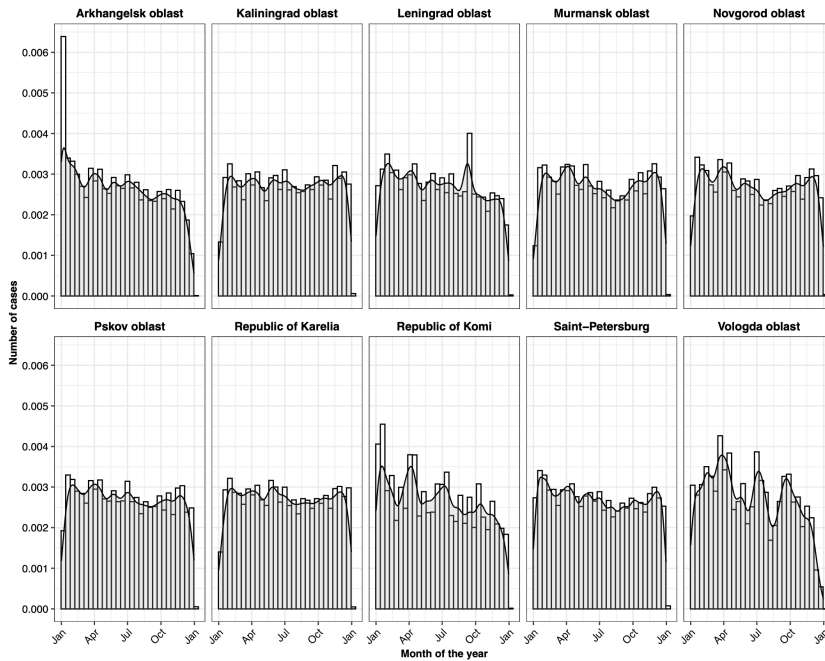 Arkhangelsk oblast Kaliningrad oblast Leningrad oblast Murmansk oblast Novgorod oblast
0.006
0.005
0.004
0.003
0.002
0.001
0.000
Pskov oblast Republic of Karelia Republic of Komi Saint−Petersburg Vologda oblast
0.006
0.005
0.004
0.003
0.002
0.001
0.000
Number of cases
Jan Apr Jul Oct Jan Jan Apr Jul Oct Jan Jan Apr Jul Oct Jan Jan Apr Jul Oct Jan Jan Apr Jul Oct Jan
Month of the year